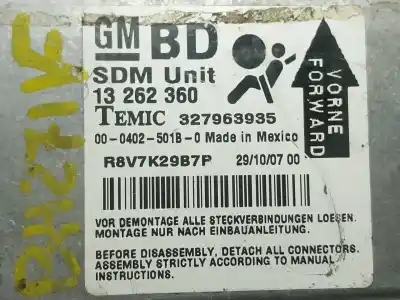 GM BD
SDM Unit
13 262 360
TEMIC 327963935
00-0402-501B-0 Made in Mexico
R8V7K29B7P 29/10/07 00
VORNE
FORWARD
VOR DEMONTAGE ALLE STECKVERBINDUNGEN LOESEN.
MONTAGE NUR NACH EINBAUANLEITUNG.
BEFORE DISASSEMBLY, DETACH ALL CONNECTORS.
ASSEMBLY STRICTLY ACCORDING TO MANUAL
INSTRUCTIONS.